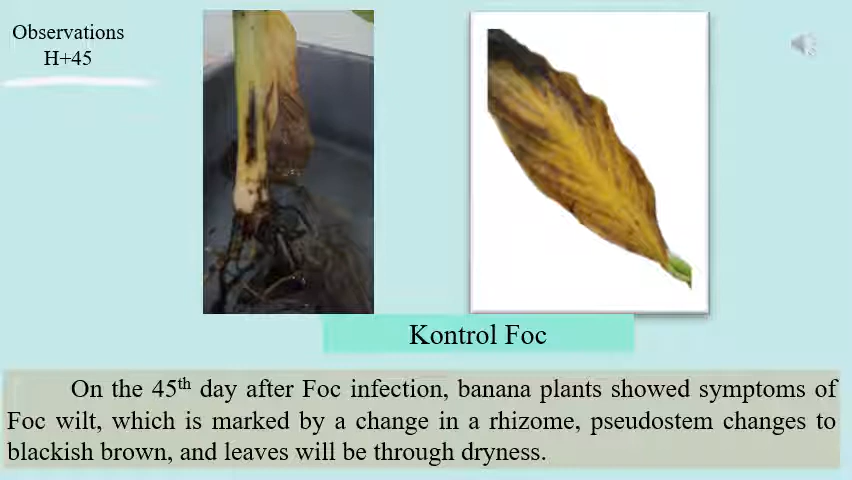 Observations
H+45
Kontrol Foc
On the 45th day after Foc infection, banana plants showed symptoms of
Foc wilt, which is marked by a change in a rhizome, pseudostem changes to
blackish brown, and leaves will be through dryness.